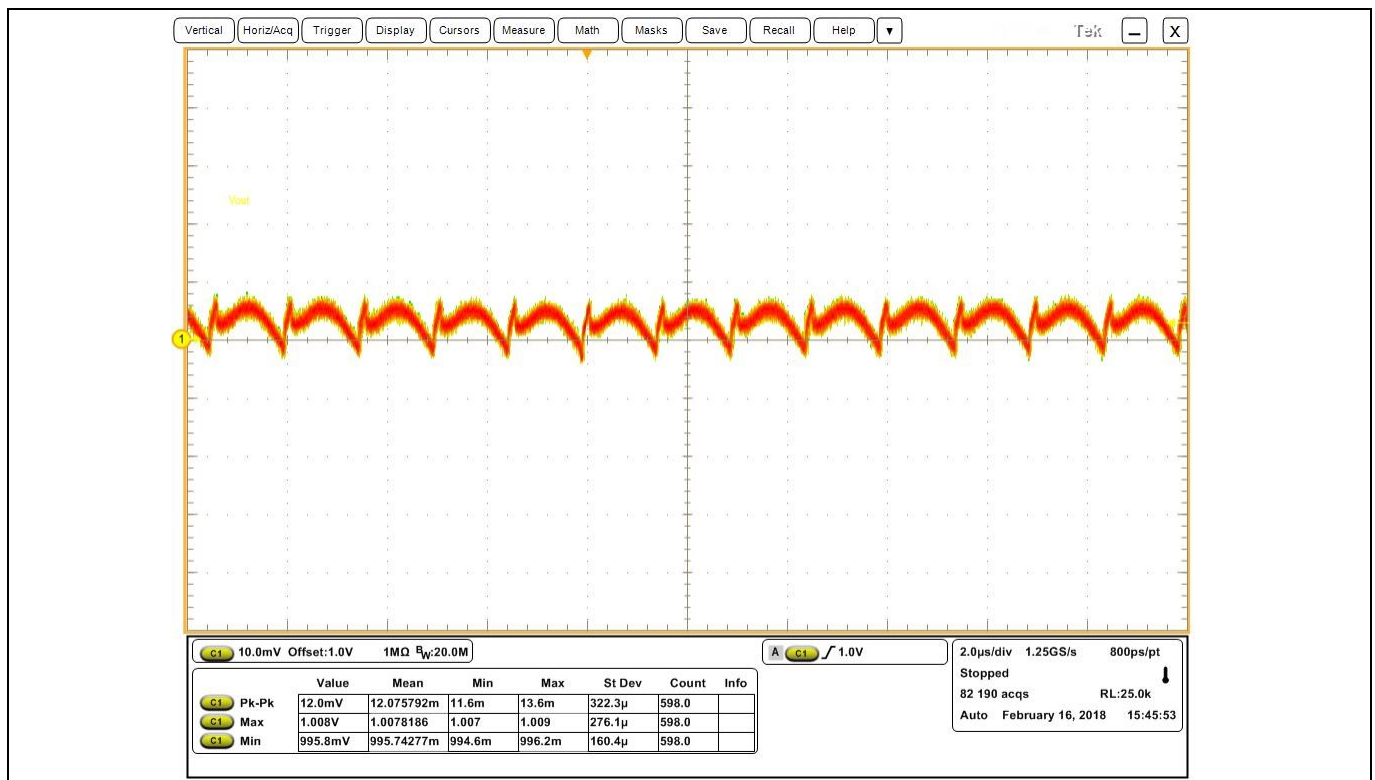 Vertical Horiz/Acq Trigger Display Cursors Measure Math Masks Save Recall Help Tek X
Vout
1
C1 10.0mV Offset:1.0V 1MΩ BW:20.0M A C1 1.0V 2.0µs/div 1.25GS/s 800ps/pt
Stopped
82 190 acqs RL:25.0k
Auto February 16, 2018 15:45:53
Value Mean Min Max St Dev Count Info
C1 Pk-Pk 12.0mV 12.075792m 11.6m 13.6m 322.3µ 598.0
C1 Max 1.008V 1.0078186 1.007 1.009 276.1µ 598.0
C1 Min 995.8mV 995.74277m 994.6m 996.2m 160.4µ 598.0